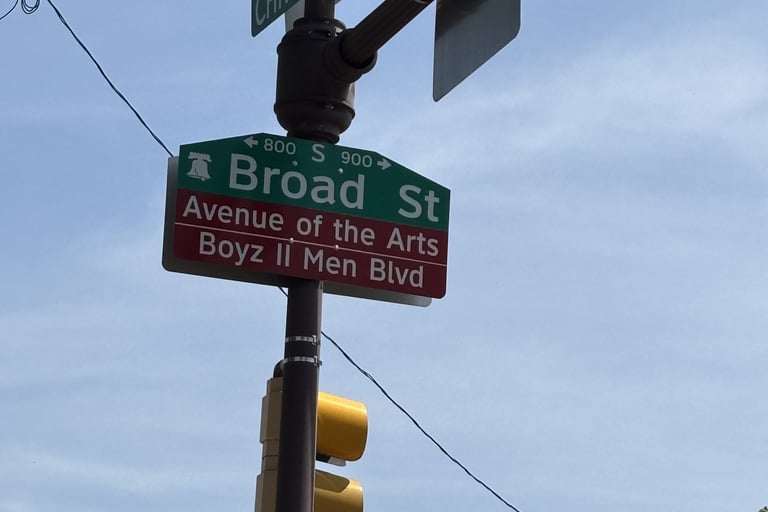 ← 800 S 900 →
Broad St
Avenue of the Arts
Boyz II Men Blvd